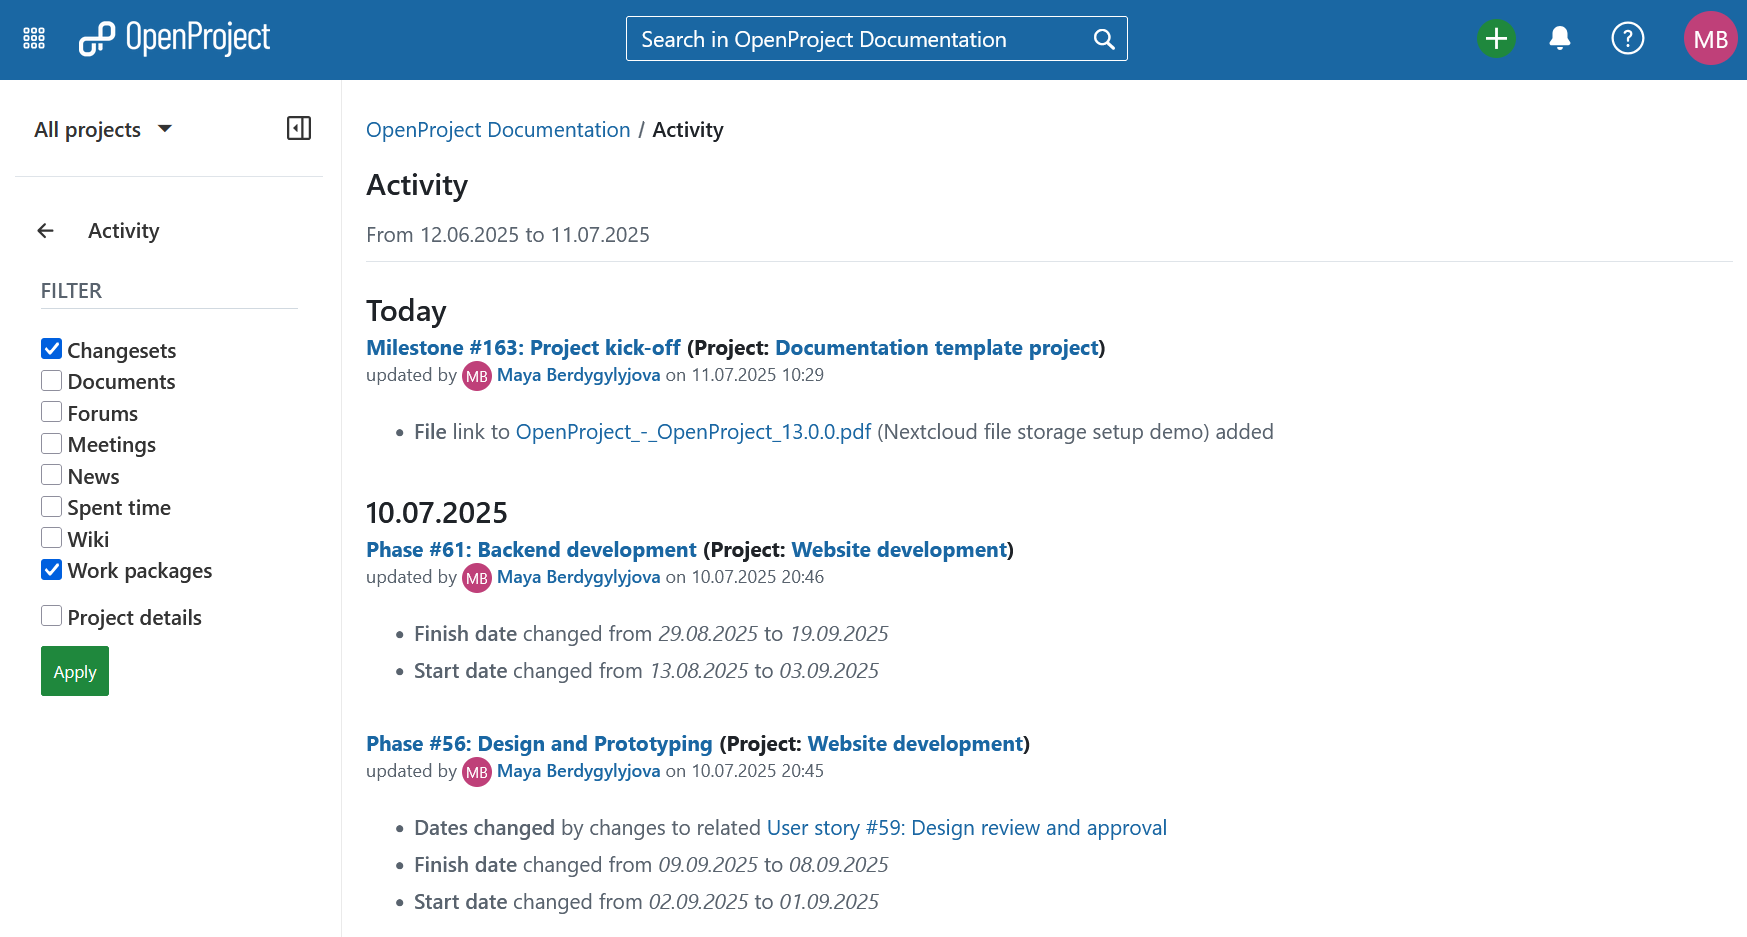 OpenProject
Search in OpenProject Documentation
?
MB
All projects
Activity
FILTER
Changesets
Documents
Forums
Meetings
News
Spent time
Wiki
Work packages
Project details
Apply
OpenProject Documentation / Activity
Activity
From 12.06.2025 to 11.07.2025
Today
Milestone #163: Project kick-off (Project: Documentation template project)
updated by MB Maya Berdygylyjova on 11.07.2025 10:29
• File link to OpenProject_-_OpenProject_13.0.0.pdf (Nextcloud file storage setup demo) added
10.07.2025
Phase #61: Backend development (Project: Website development)
updated by MB Maya Berdygylyjova on 10.07.2025 20:46
• Finish date changed from 29.08.2025 to 19.09.2025
• Start date changed from 13.08.2025 to 03.09.2025
Phase #56: Design and Prototyping (Project: Website development)
updated by MB Maya Berdygylyjova on 10.07.2025 20:45
• Dates changed by changes to related User story #59: Design review and approval
• Finish date changed from 09.09.2025 to 08.09.2025
• Start date changed from 02.09.2025 to 01.09.2025